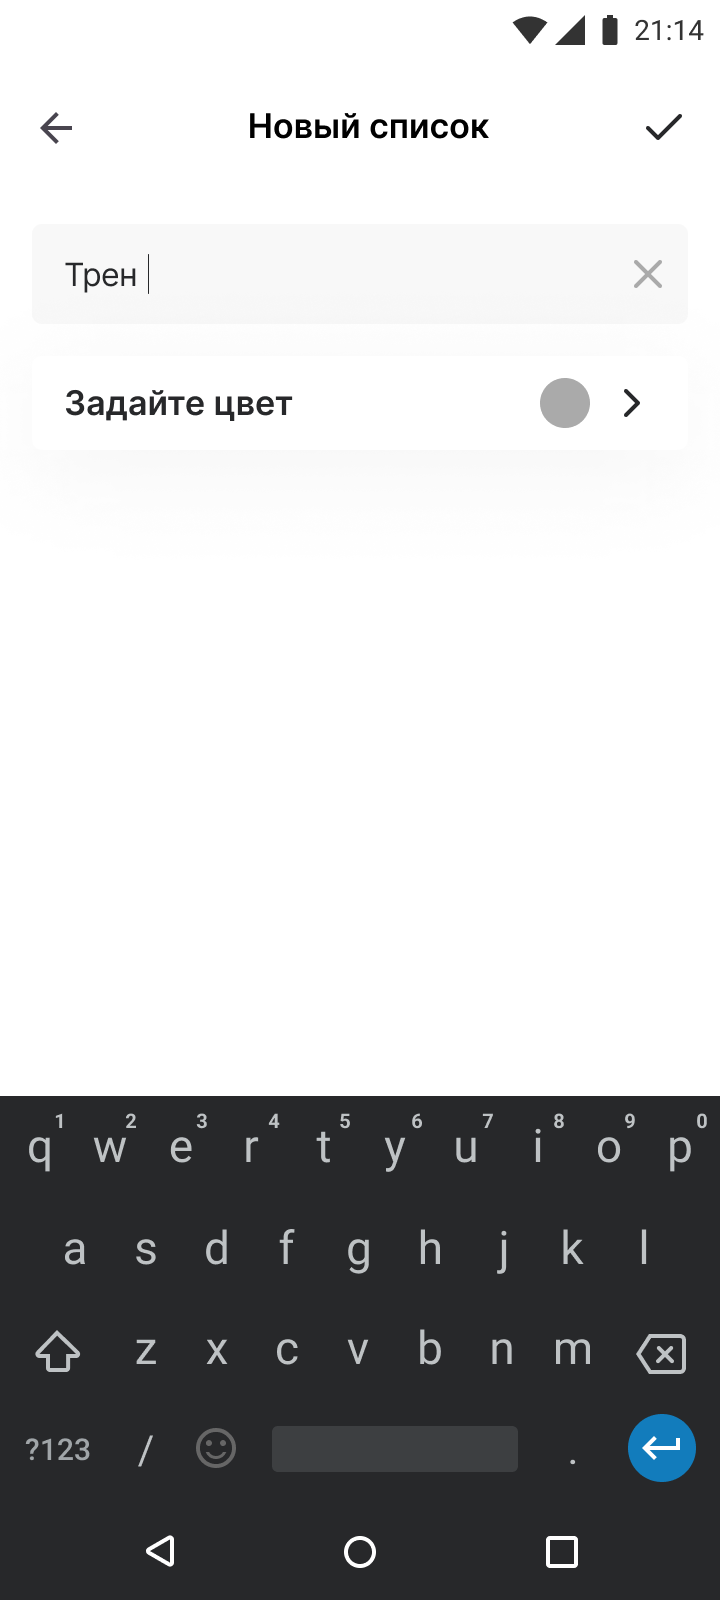 21:14
Новый список
Трен
Задайте цвет
1 2 3 4 5 6 7 8 9 0
q w e r t y u i o p
a s d f g h j k l
z x c v b n m
?123 / .